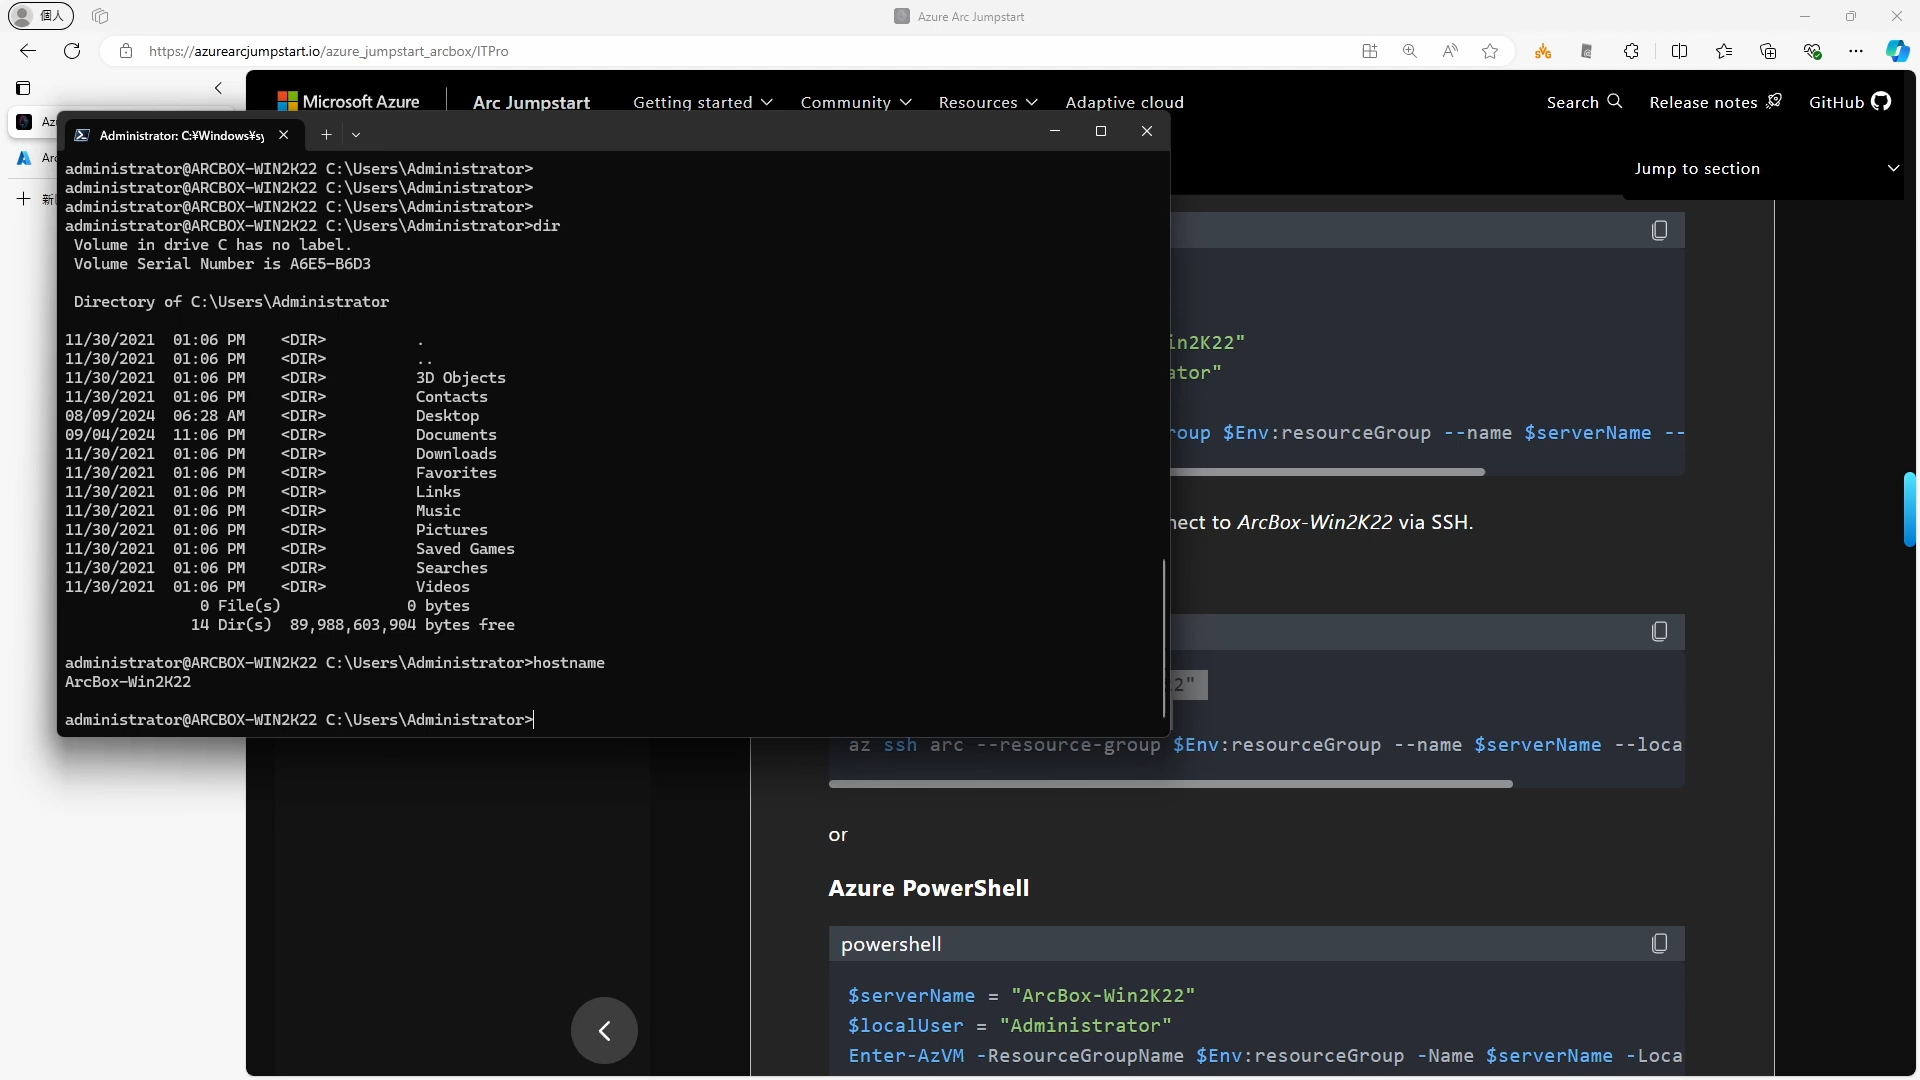 個人
Azure Arc Jumpstart
https://azurearcjumpstart.io/azure_jumpstart_arcbox/ITPro
Microsoft Azure
Arc Jumpstart
Getting started
Community
Resources
Adaptive cloud
Search
Release notes
GitHub
Jump to section
Administrator: C:¥Windows¥sy
administrator@ARCBOX-WIN2K22 C:\Users\Administrator>
administrator@ARCBOX-WIN2K22 C:\Users\Administrator>
administrator@ARCBOX-WIN2K22 C:\Users\Administrator>
administrator@ARCBOX-WIN2K22 C:\Users\Administrator>dir
Volume in drive C has no label.
Volume Serial Number is A6E5-B6D3
Directory of C:\Users\Administrator
11/30/2021 01:06 PM <DIR> .
11/30/2021 01:06 PM <DIR> ..
11/30/2021 01:06 PM <DIR> 3D Objects
11/30/2021 01:06 PM <DIR> Contacts
08/09/2024 06:28 AM <DIR> Desktop
09/04/2024 11:06 PM <DIR> Documents
11/30/2021 01:06 PM <DIR> Downloads
11/30/2021 01:06 PM <DIR> Favorites
11/30/2021 01:06 PM <DIR> Links
11/30/2021 01:06 PM <DIR> Music
11/30/2021 01:06 PM <DIR> Pictures
11/30/2021 01:06 PM <DIR> Saved Games
11/30/2021 01:06 PM <DIR> Searches
11/30/2021 01:06 PM <DIR> Videos
0 File(s) 0 bytes
14 Dir(s) 89,988,603,904 bytes free
administrator@ARCBOX-WIN2K22 C:\Users\Administrator>hostname
ArcBox-Win2K22
administrator@ARCBOX-WIN2K22 C:\Users\Administrator>
in2K22"
ator"
oup $Env:resourceGroup --name $serverName --
nect to ArcBox-Win2K22 via SSH.
22"
az ssh arc --resource-group $Env:resourceGroup --name $serverName --loca
or
Azure PowerShell
powershell
$serverName = "ArcBox-Win2K22"
$localUser = "Administrator"
Enter-AzVM -ResourceGroupName $Env:resourceGroup -Name $serverName -Loca